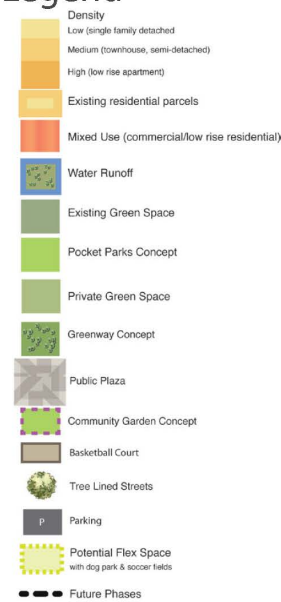 Legend
Density
Low (single family detached
Medium (townhouse, semi-detached)
High (low rise apartment)
Existing residential parcels
Mixed Use (commercial/low rise residential)
Water Runoff
Existing Green Space
Pocket Parks Concept
Private Green Space
Greenway Concept
Public Plaza
Community Garden Concept
Basketball Court
Tree Lined Streets
P Parking
Potential Flex Space
with dog park & soccer fields
Future Phases